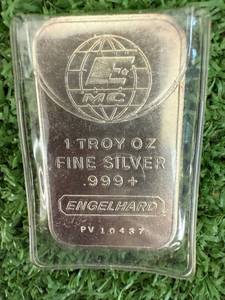 E
MC
1 TROY OZ
FINE SILVER
.999+
ENGELHARD
PV 10437